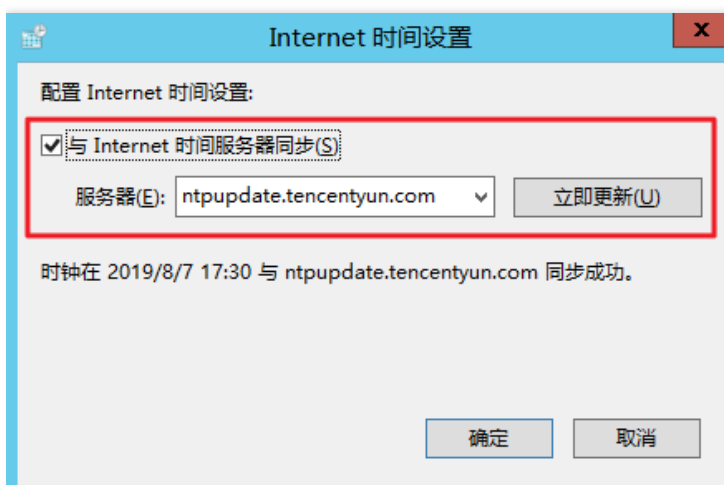 Internet 时间设置
x
配置 Internet 时间设置:
与 Internet 时间服务器同步(S)
服务器(E): ntpupdate.tencentyun.com 立即更新(U)
时钟在 2019/8/7 17:30 与 ntpupdate.tencentyun.com 同步成功。
确定 取消